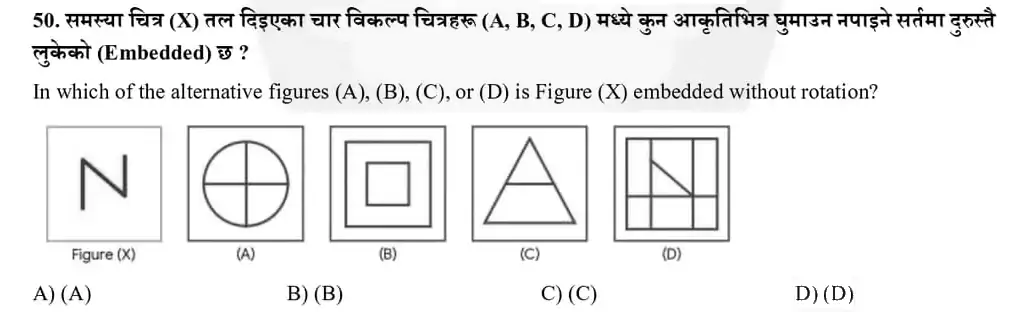 50. समस्या चित्र (X) तल दिइएका चार विकल्प चित्रहरू (A, B, C, D) मध्ये कुन आकृतिभित्र घुमाउन नपाइने सर्तमा दुरुस्तै
लुकेको (Embedded) छ ?
In which of the alternative figures (A), (B), (C), or (D) is Figure (X) embedded without rotation?
Figure (X) (A) (B) (C) (D)
A) (A) B) (B) C) (C) D) (D)